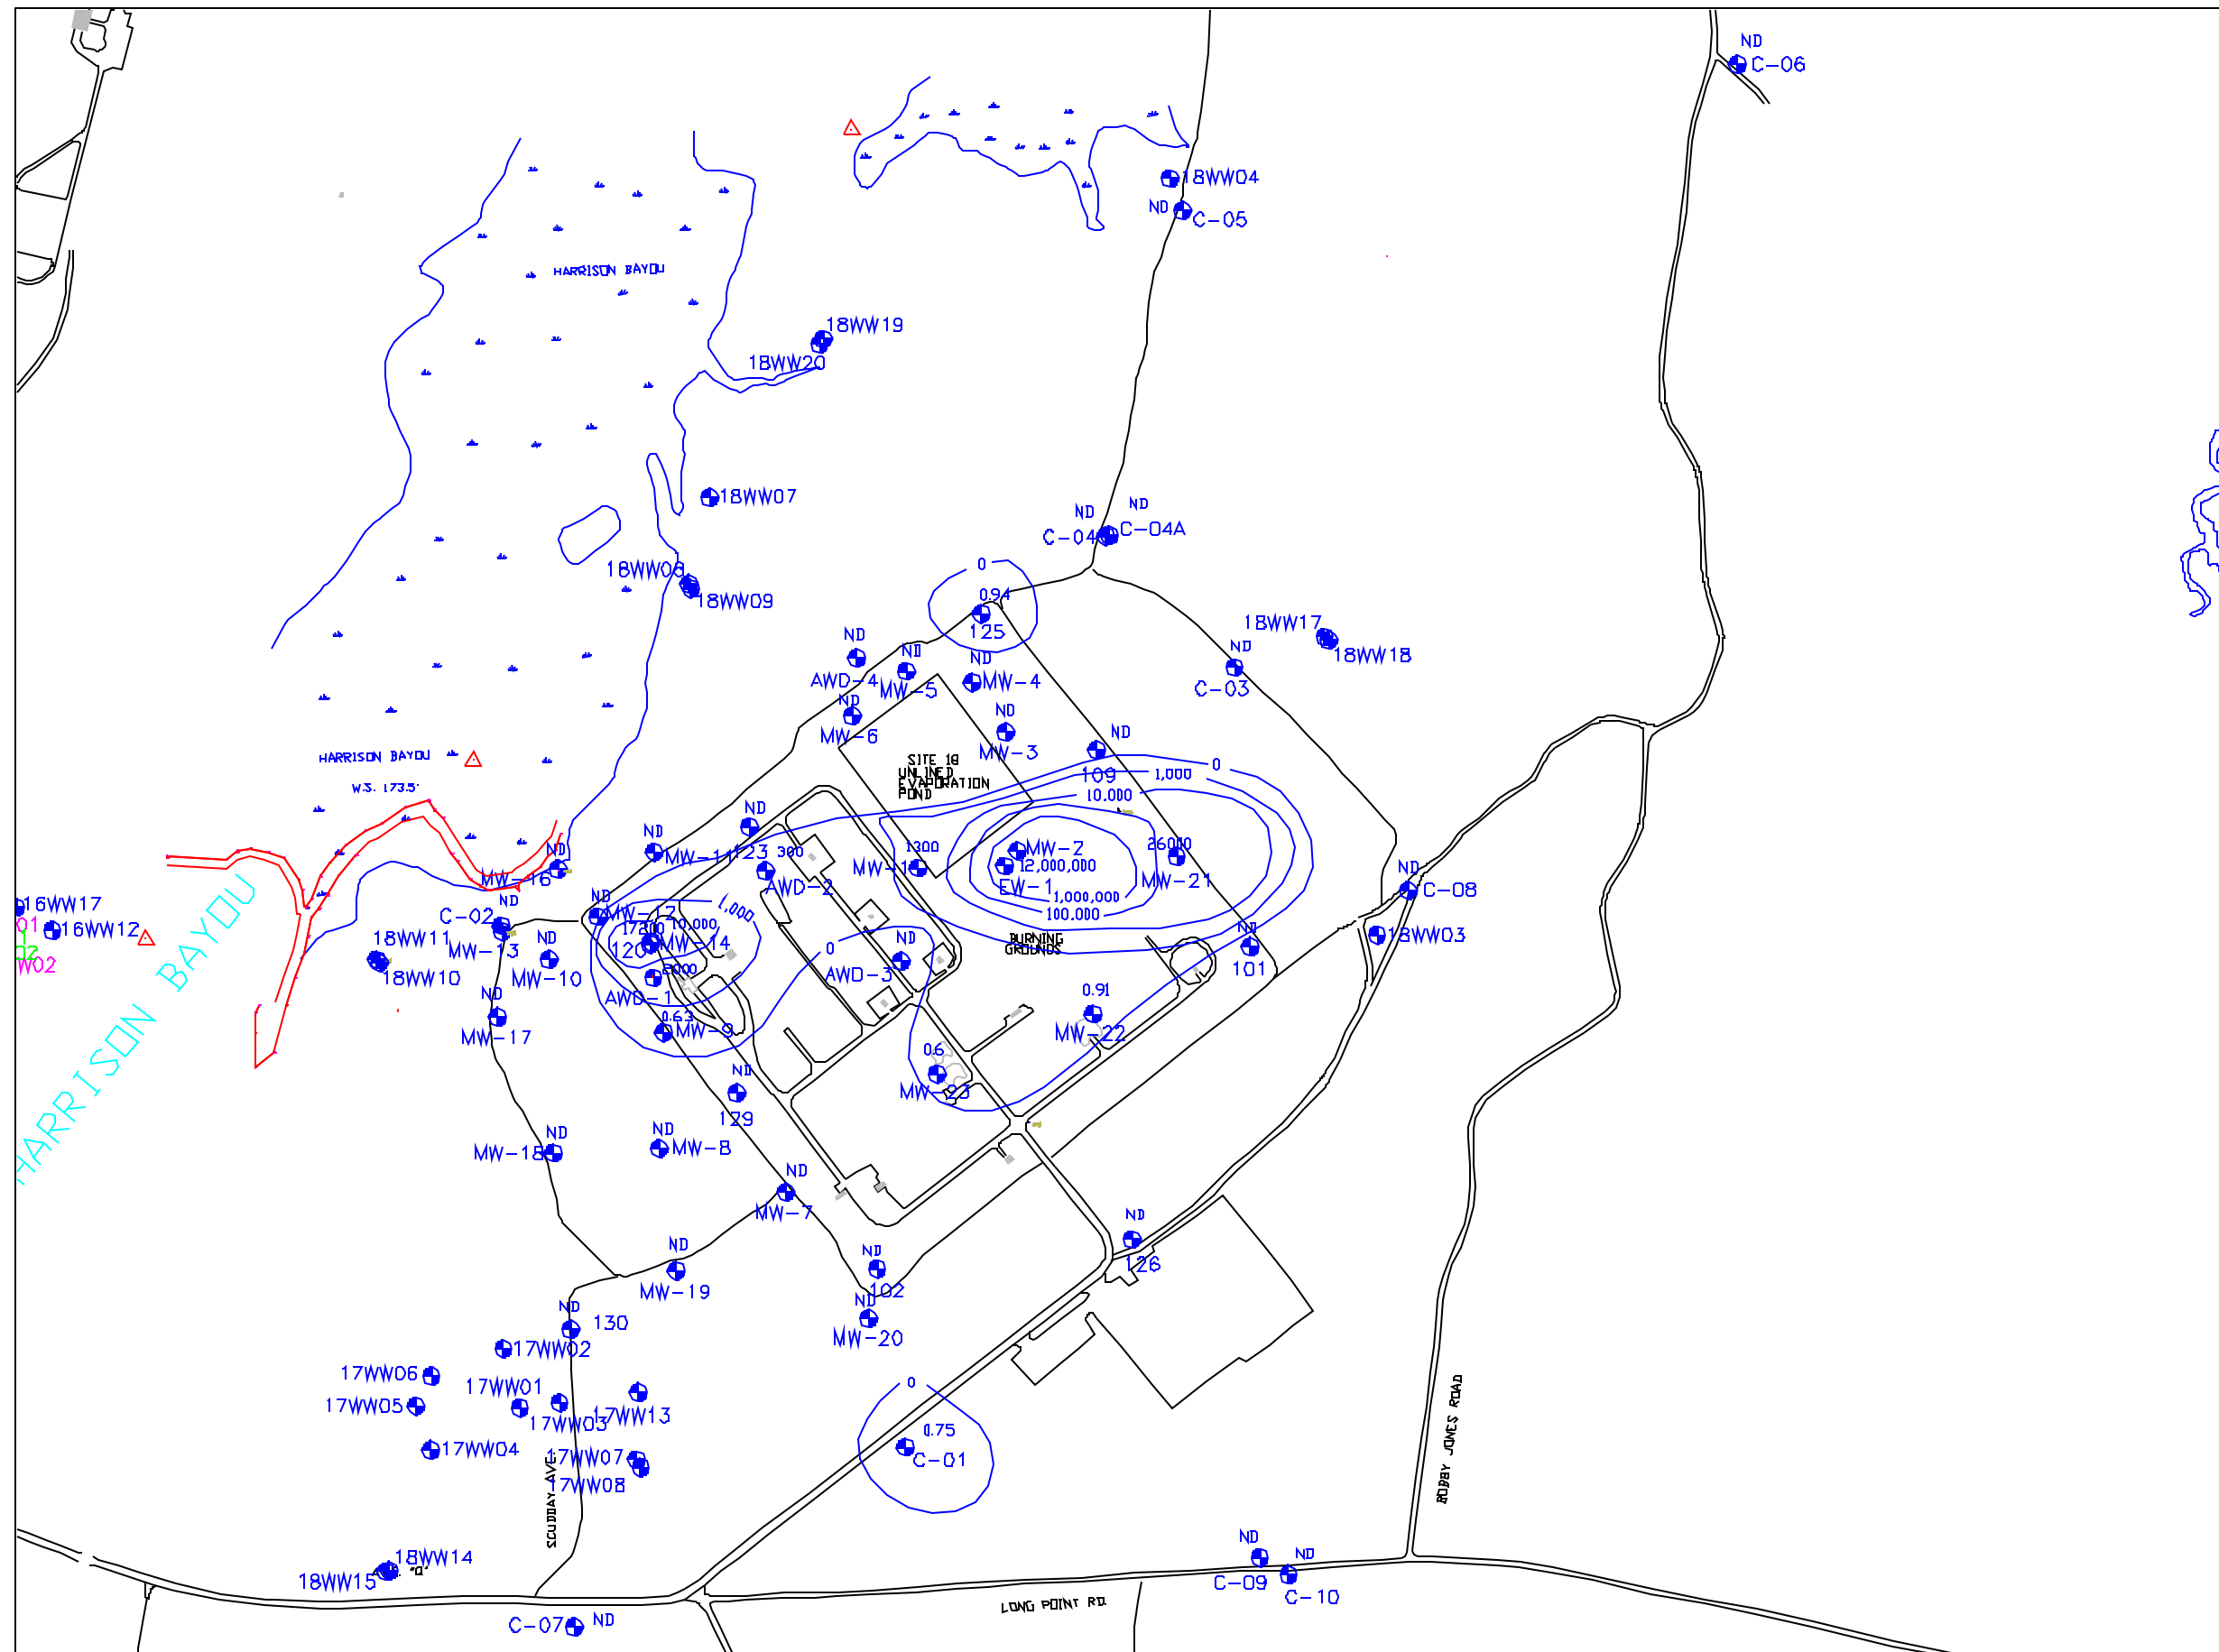 ND
C-06
18WW04
ND
C-05
HARRISON BAYOU
18WW19
18WW20
18WW07
ND
ND
C-04
C-04A
0
18WW08
18WW09
0.94
125
18WW17
18WW18
ND
C-03
ND
AWD-4
ND
MW-5
ND
MW-4
ND
MW-6
ND
MW-3
ND
109
HARRISON BAYOU
W.S. 173.5'
SITE 18
UNLINED
EVAPORATION
POND
0
1,000
10.000
ND
MW-11
ND
123
300
AWD-2
1300
MW-1
MW-2
12,000,000
EW-1
1,000,000
100.000
26000
MW-21
ND
MW-16
ND
C-08
18WW03
16WW17
01
16WW12
02
W02
HARRISON BAYOU
18WW11
18WW10
C-02
ND
MW-13
ND
MW-10
ND
MW-17
ND
MW-12
17200
10,000
1,000
120
MW-14
AWD-1
0.63
MW-9
0
ND
AWD-3
BURNING
GROUNDS
ND
101
0.91
MW-22
0.6
MW-23
ND
129
ND
MW-18
ND
MW-8
ND
MW-7
ND
MW-19
ND
102
ND
MW-20
ND
126
ND
130
17WW02
17WW06
17WW05
17WW01
17WW03
17WW13
17WW04
17WW07
17WW08
0
0.75
C-01
SCUDDAY AVE.
BOBBY JONES ROAD
18WW14
18WW15
"Q"
ND
C-09
ND
C-10
LONG POINT RD.
C-07
ND